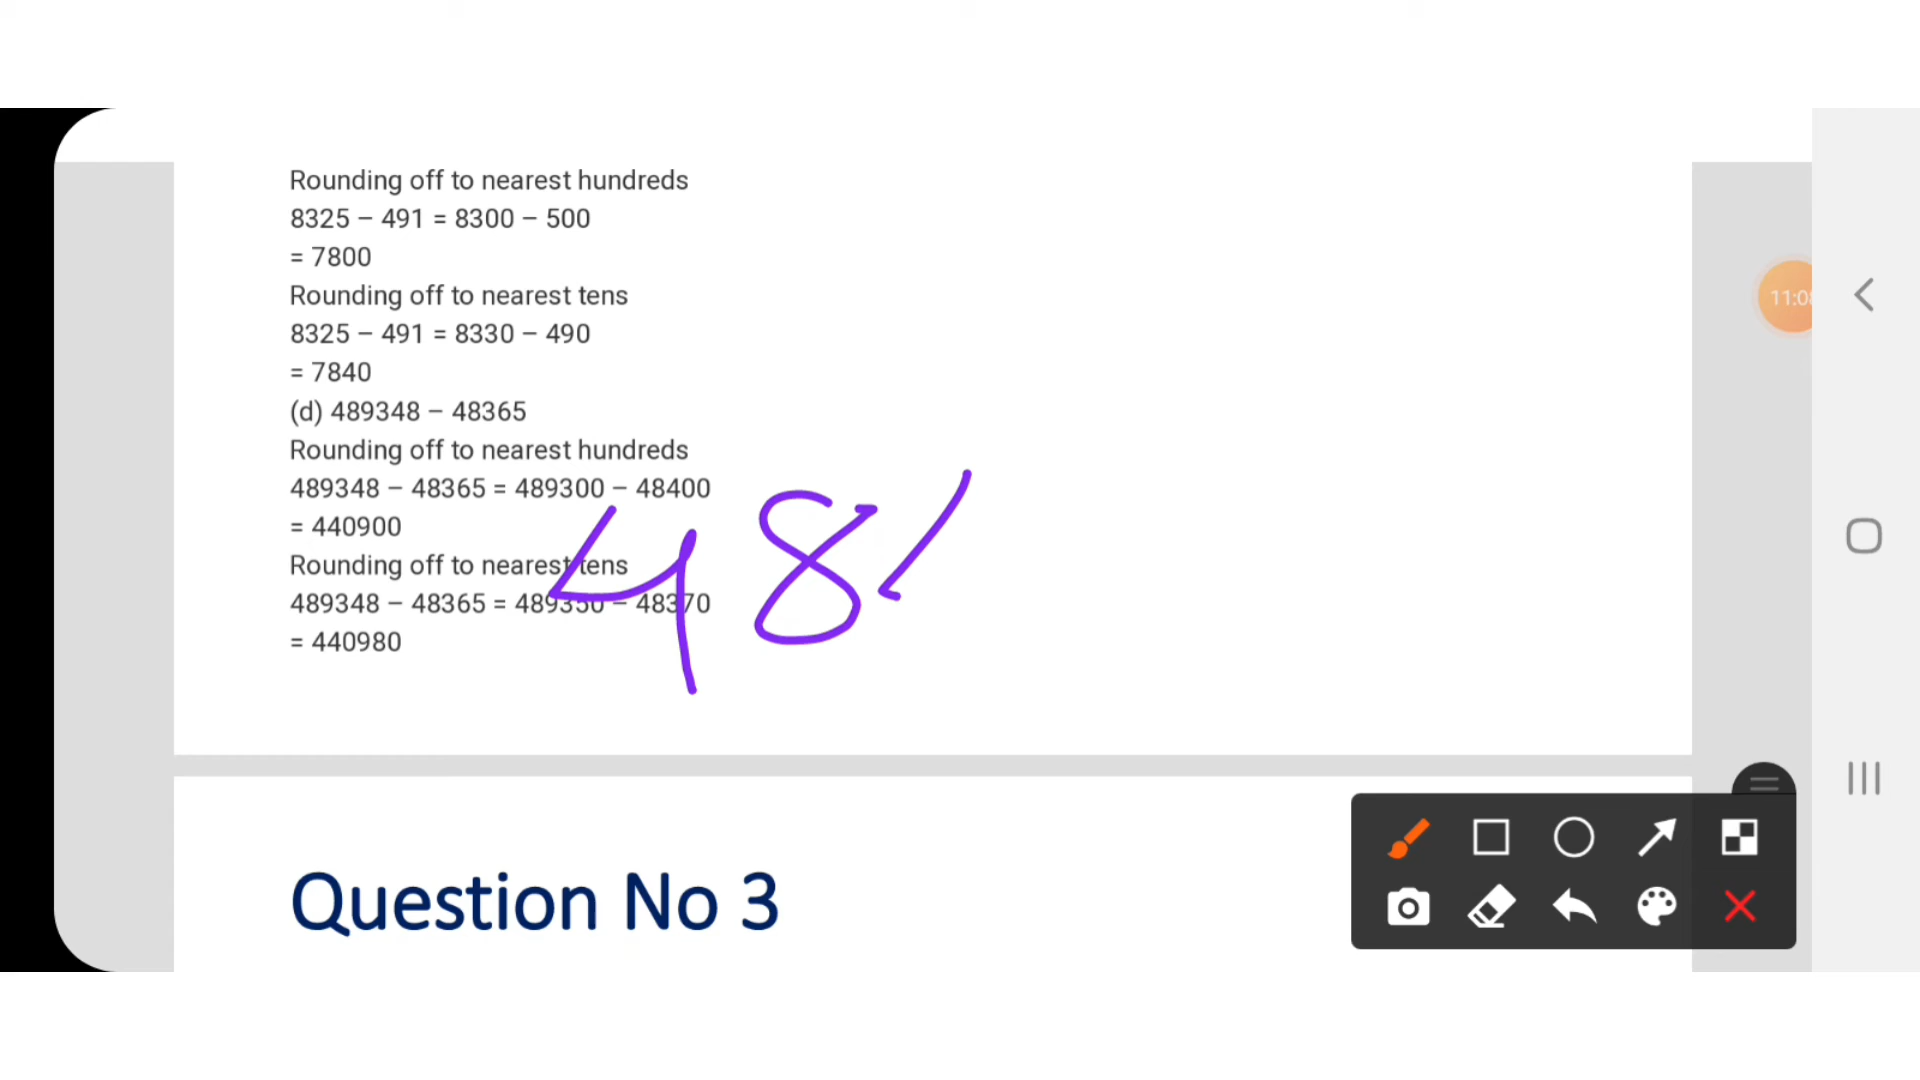 Rounding off to nearest hundreds
8325 – 491 = 8300 – 500
= 7800
Rounding off to nearest tens
8325 – 491 = 8330 – 490
= 7840
(d) 489348 – 48365
Rounding off to nearest hundreds
489348 – 48365 = 489300 – 48400
= 440900
Rounding off to nearest tens
489348 – 48365 = 489350 – 48370
= 440980
48
Question No 3